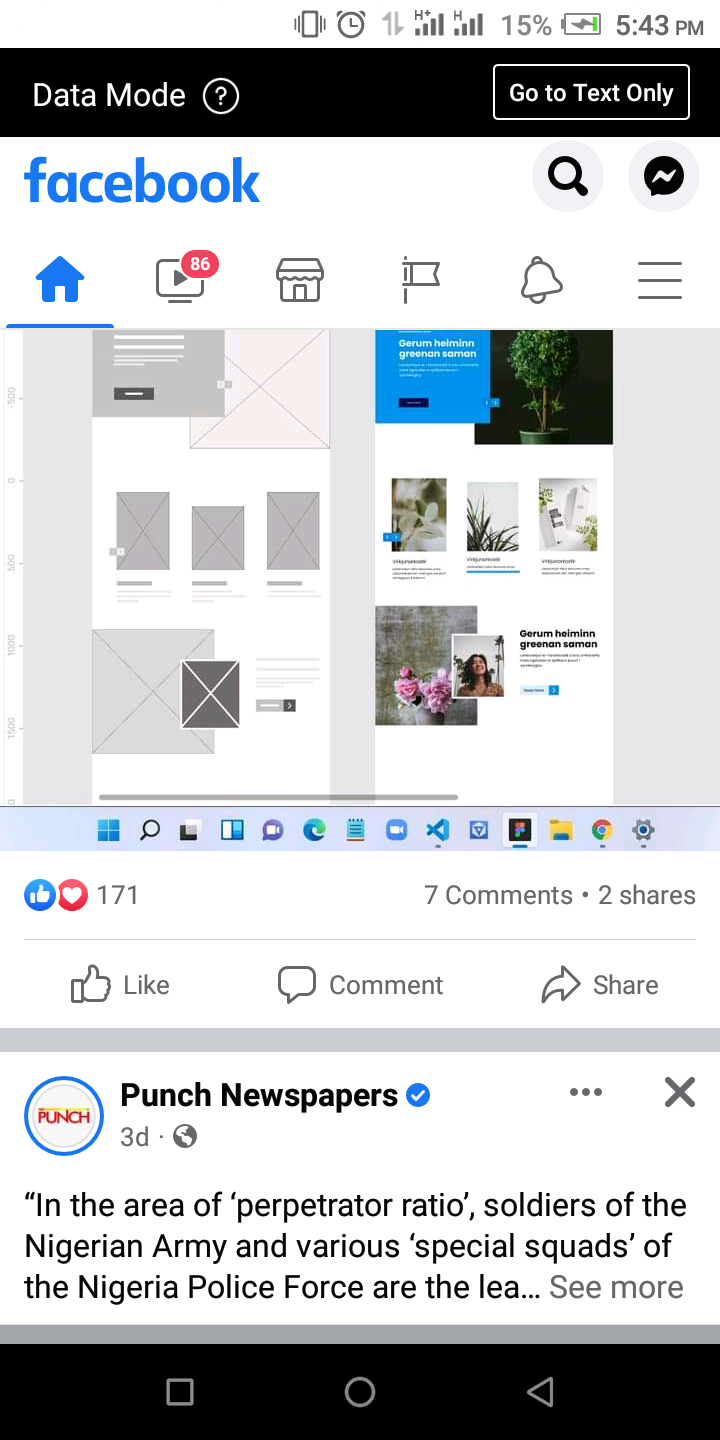 H+ H 15% 5:43 PM
Data Mode ? Go to Text Only
facebook
86
-500
0
500
1000
1500
Gerum heiminn
greenan saman
Gerum heiminn
greenan saman
Read More
171 7 Comments • 2 shares
Like Comment Share
PUNCH
Punch Newspapers
3d ·
“In the area of ‘perpetrator ratio’, soldiers of the
Nigerian Army and various ‘special squads’ of
the Nigeria Police Force are the lea... See more